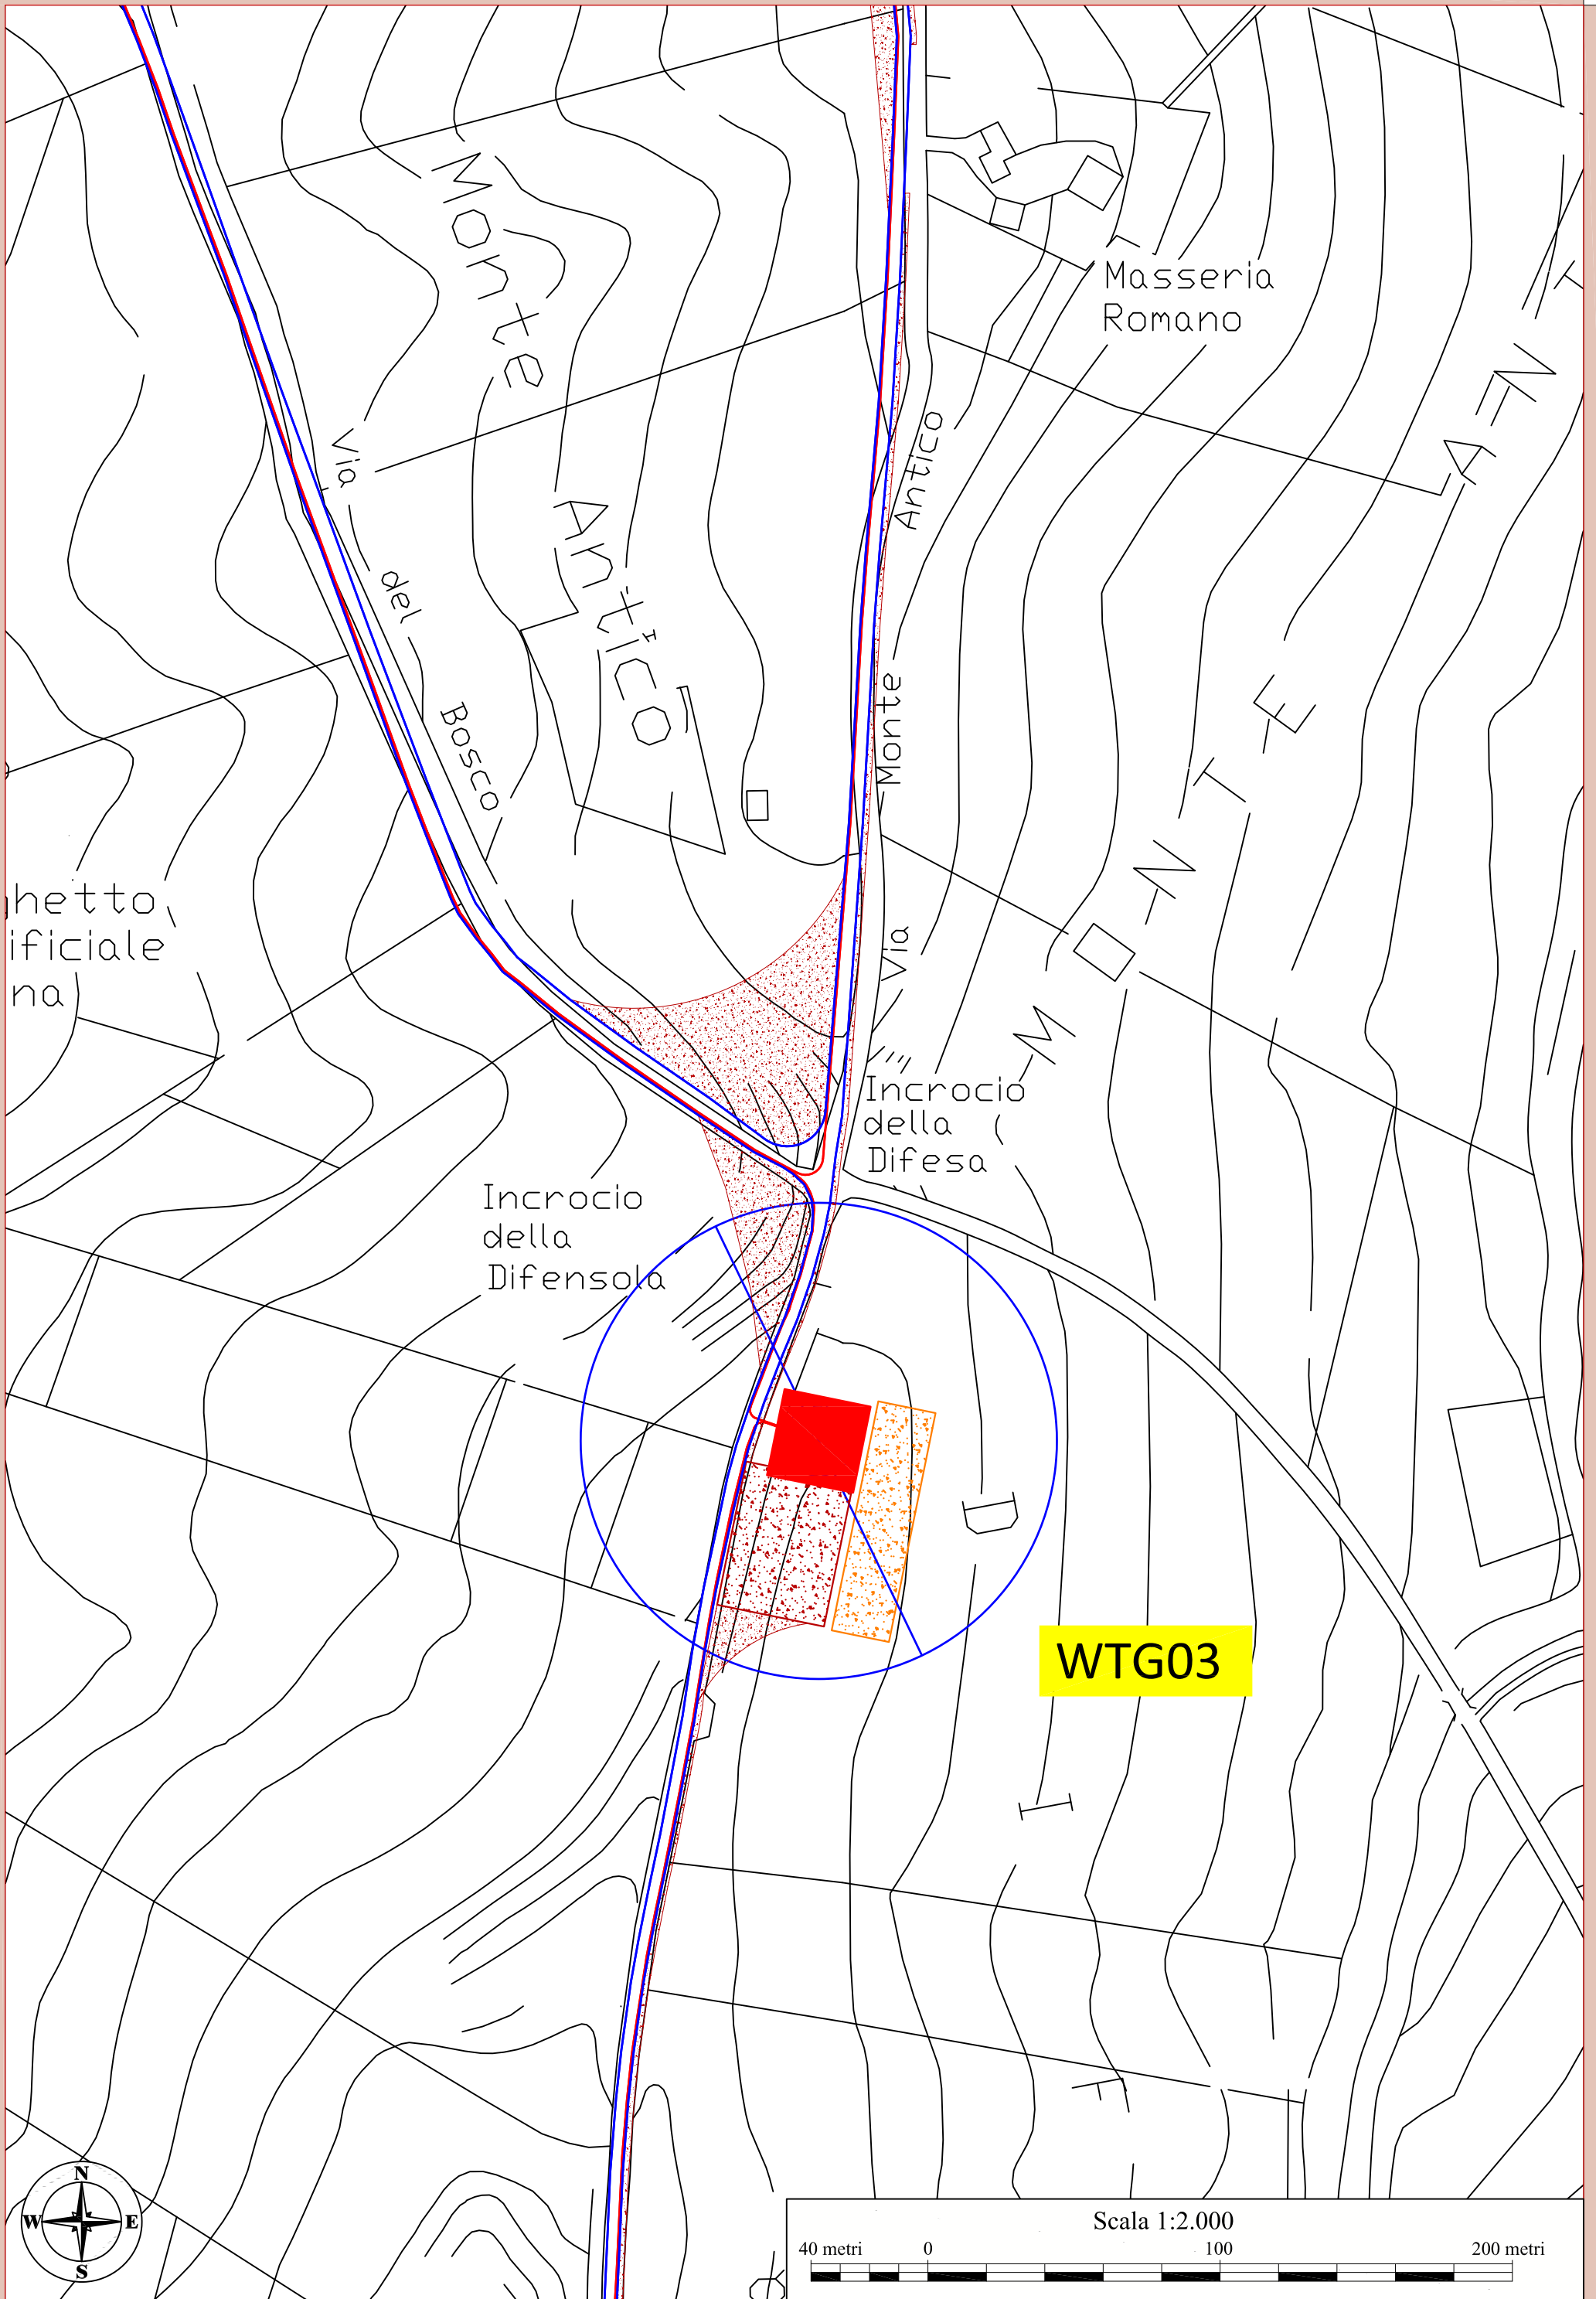 Monte
Antico
Masseria
Romano
Via
del
Bosco
Via
Monte
Antico
MONTE
AN
hetto
ificiale
na
Incrocio
della
Difesa
Incrocio
della
Difensola
WTG03
N
W E
S
Scala 1:2.000
40 metri 0 100 200 metri